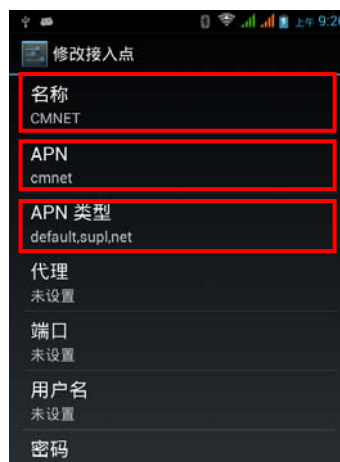 上午 9:20
修改接入点
名称
CMNET
APN
cmnet
APN 类型
default,supl,net
代理
未设置
端口
未设置
用户名
未设置
密码